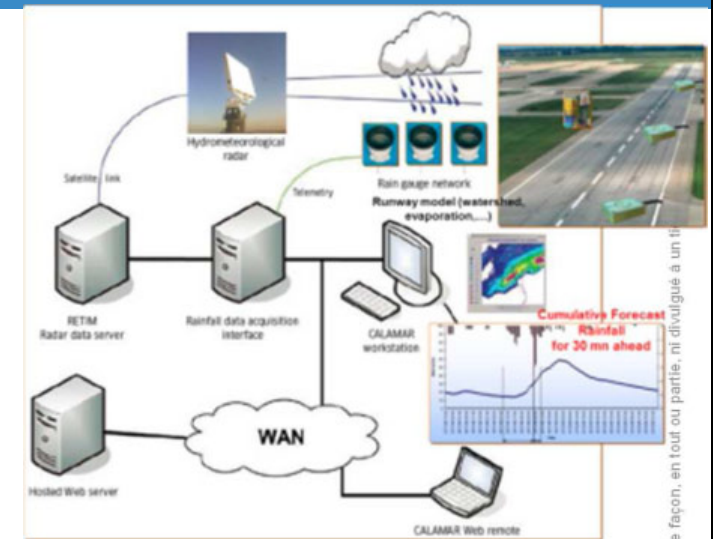 Hydrometeorological
radar
Satellite link
Telemetry
Rain gauge network
Runway model (watershed,
evaporation,...)
RETIM
Radar data server
Rainfall data acquisition
interface
CALAMAR
workstation
Cumulative Forecast
Rainfall
for 30 mn ahead
WAN
Hosted Web server
CALAMAR Web remote
façon, en tout ou partie, ni divulgué à un